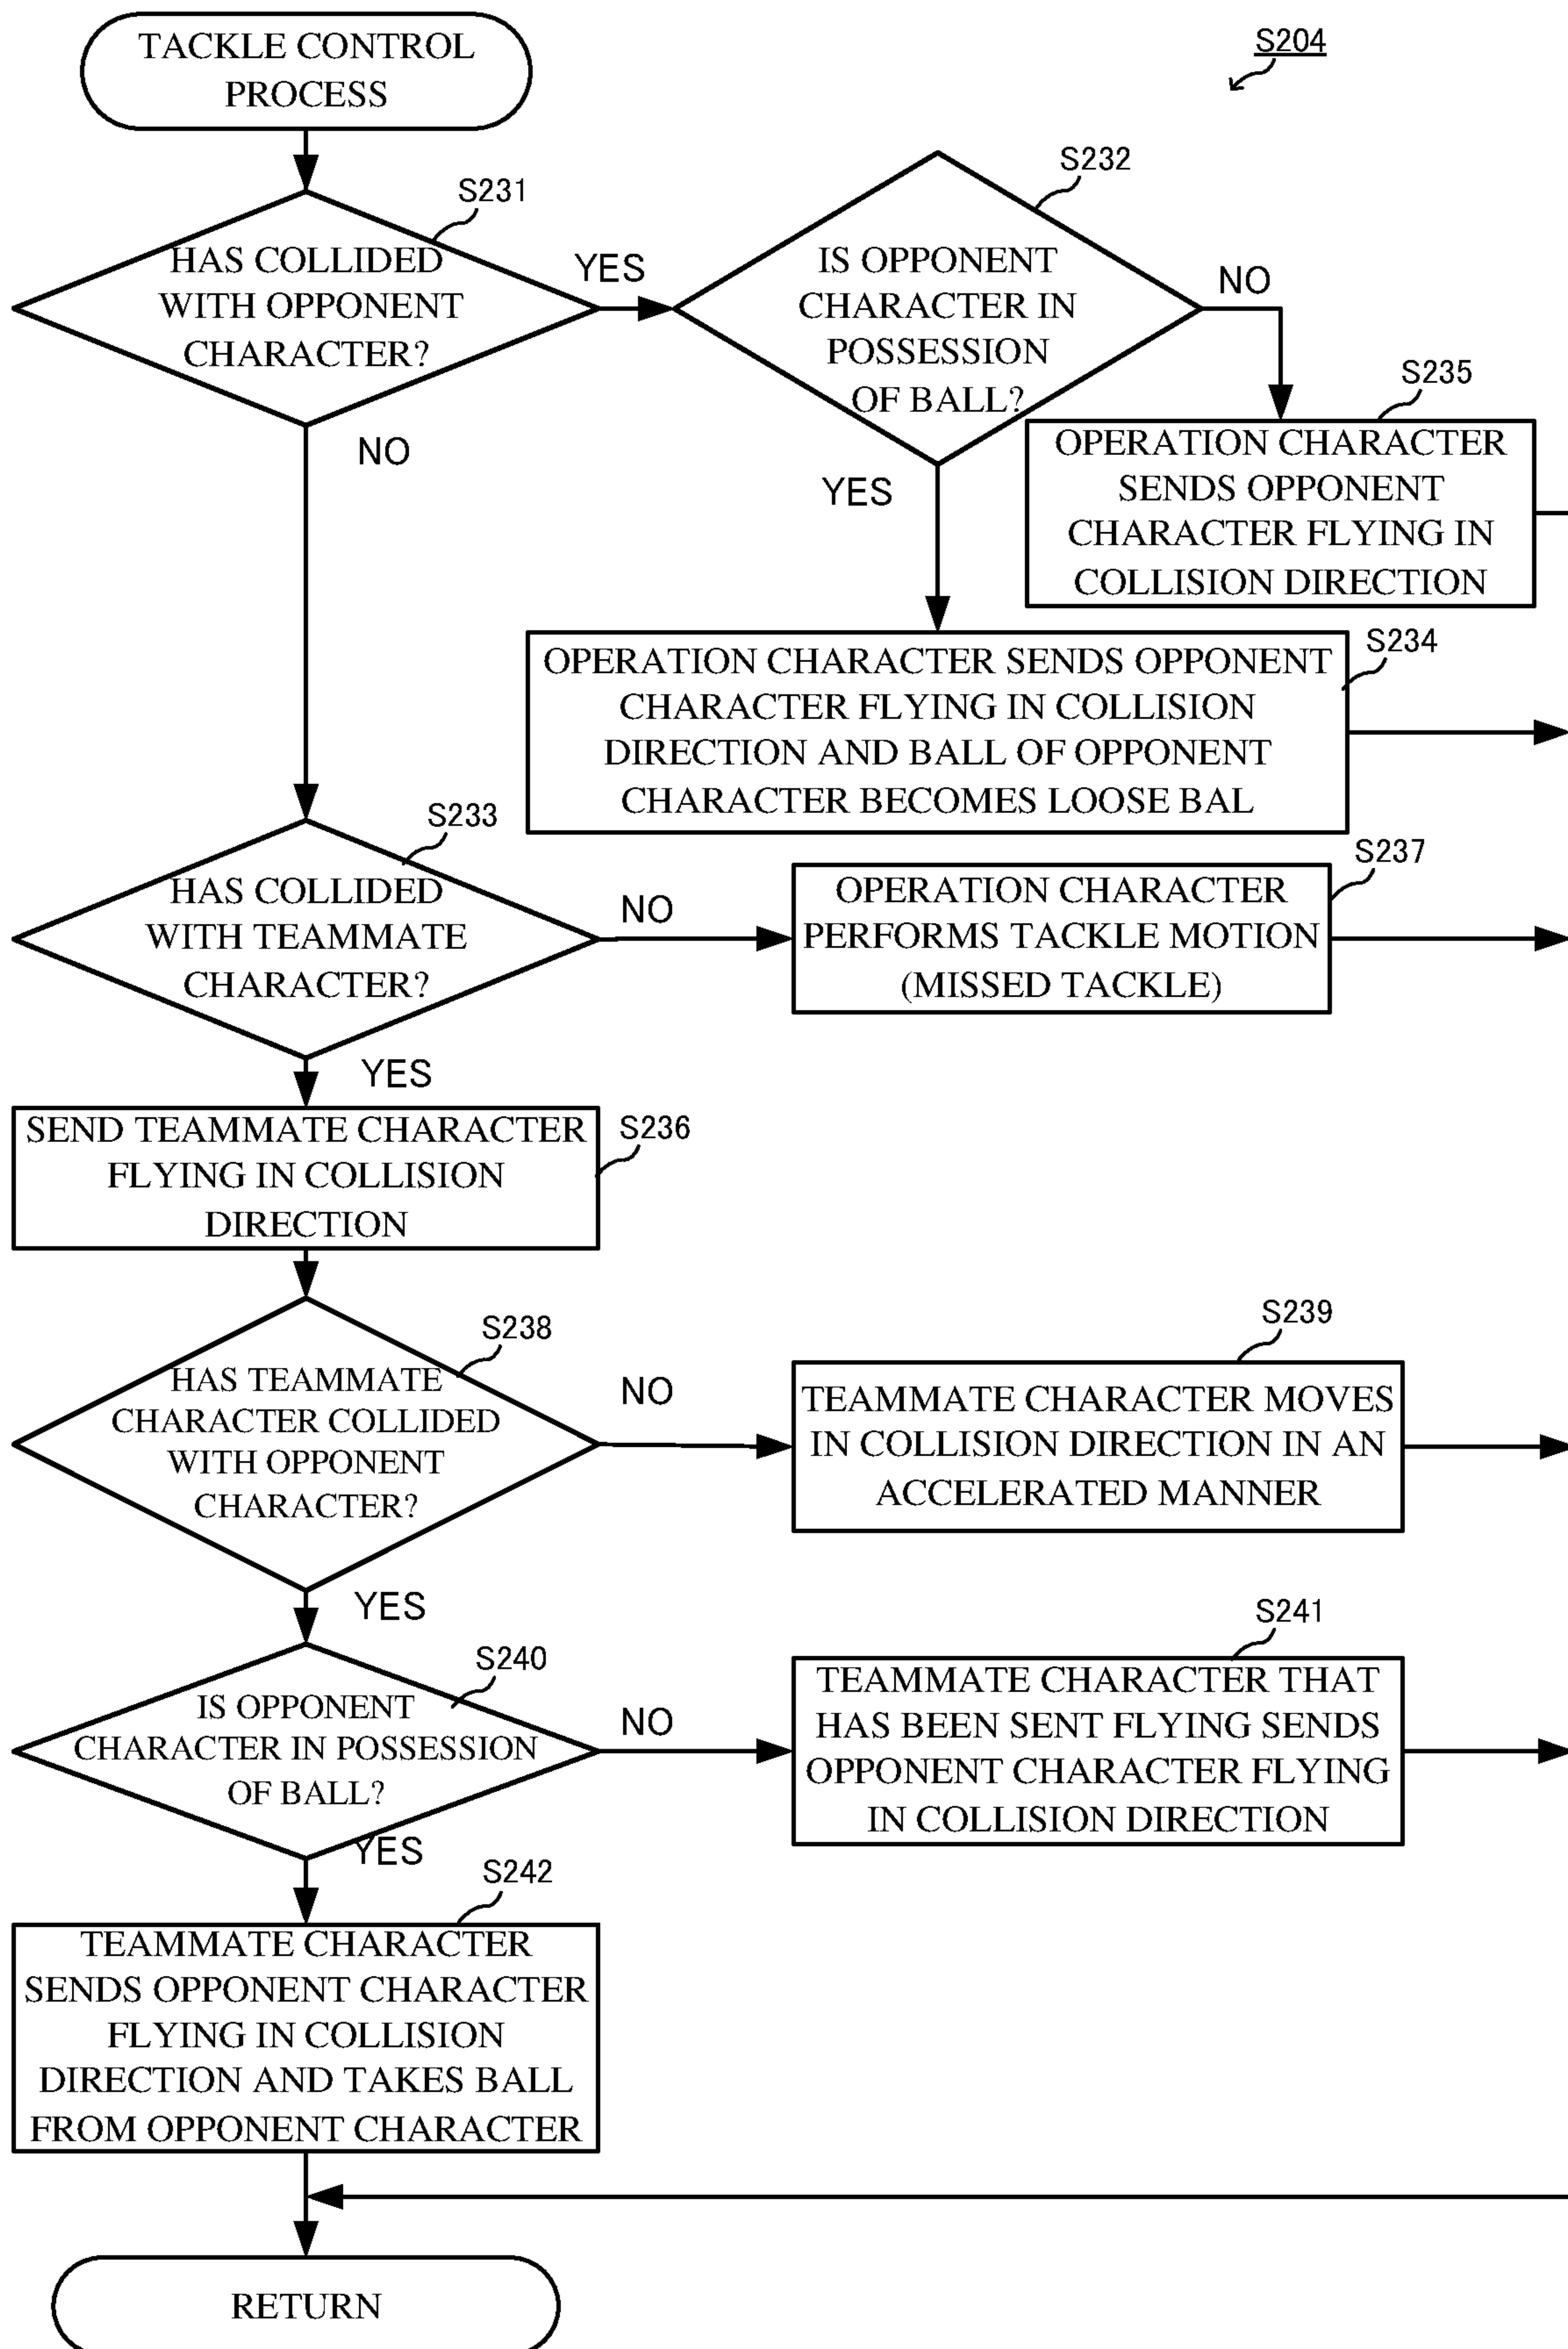 TACKLE CONTROL
PROCESS
S204
S231
HAS COLLIDED
WITH OPPONENT
CHARACTER?
YES
NO
S232
IS OPPONENT
CHARACTER IN
POSSESSION
OF BALL?
NO
YES
S235
OPERATION CHARACTER
SENDS OPPONENT
CHARACTER FLYING IN
COLLISION DIRECTION
S234
OPERATION CHARACTER SENDS OPPONENT
CHARACTER FLYING IN COLLISION
DIRECTION AND BALL OF OPPONENT
CHARACTER BECOMES LOOSE BAL
S233
HAS COLLIDED
WITH TEAMMATE
CHARACTER?
NO
YES
S237
OPERATION CHARACTER
PERFORMS TACKLE MOTION
(MISSED TACKLE)
S236
SEND TEAMMATE CHARACTER
FLYING IN COLLISION
DIRECTION
S238
HAS TEAMMATE
CHARACTER COLLIDED
WITH OPPONENT
CHARACTER?
NO
YES
S239
TEAMMATE CHARACTER MOVES
IN COLLISION DIRECTION IN AN
ACCELERATED MANNER
S240
IS OPPONENT
CHARACTER IN POSSESSION
OF BALL?
NO
YES
S241
TEAMMATE CHARACTER THAT
HAS BEEN SENT FLYING SENDS
OPPONENT CHARACTER FLYING
IN COLLISION DIRECTION
S242
TEAMMATE CHARACTER
SENDS OPPONENT CHARACTER
FLYING IN COLLISION
DIRECTION AND TAKES BALL
FROM OPPONENT CHARACTER
RETURN